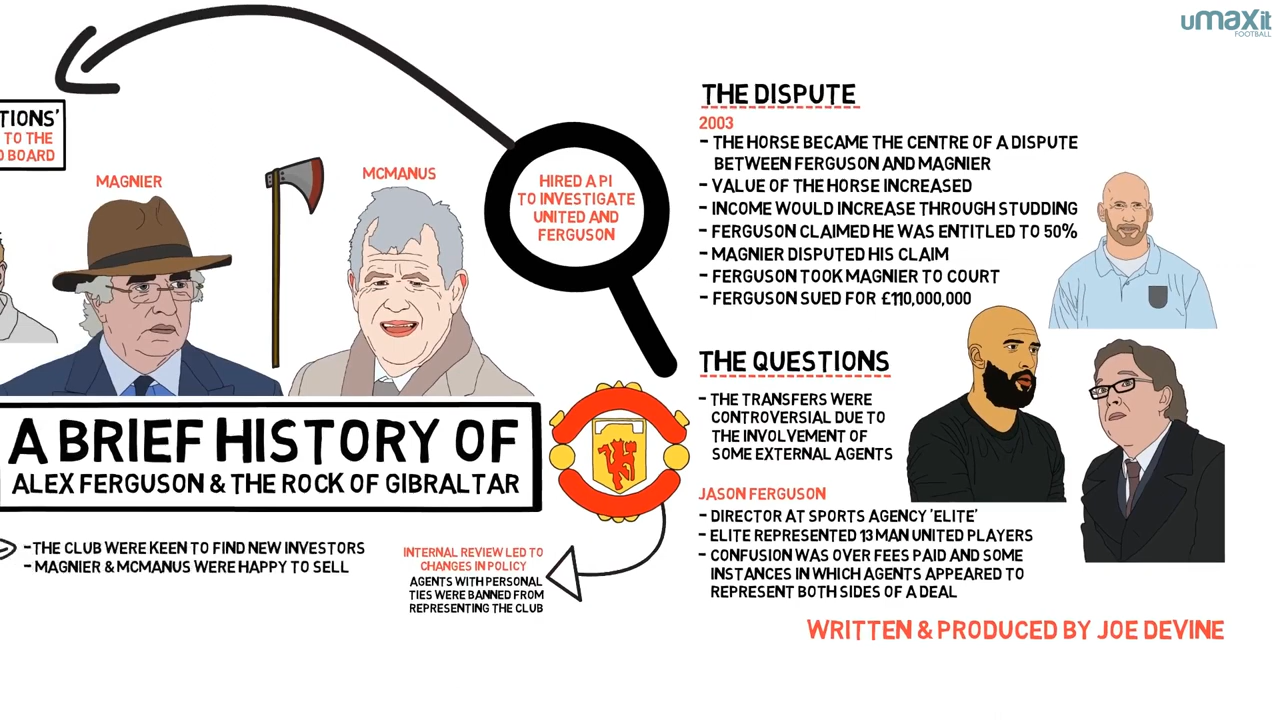 uMAXit
FOOTBALL
TIONS'
TO THE
D BOARD
MAGNIER
MCMANUS
HIRED A PI
TO INVESTIGATE
UNITED AND
FERGUSON
A BRIEF HISTORY OF
ALEX FERGUSON & THE ROCK OF GIBRALTAR
-THE CLUB WERE KEEN TO FIND NEW INVESTORS
- MAGNIER & MCMANUS WERE HAPPY TO SELL
INTERNAL REVIEW LED TO
CHANGES IN POLICY
AGENTS WITH PERSONAL
TIES WERE BANNED FROM
REPRESENTING THE CLUB
THE DISPUTE
2003
- THE HORSE BECAME THE CENTRE OF A DISPUTE
BETWEEN FERGUSON AND MAGNIER
- VALUE OF THE HORSE INCREASED
- INCOME WOULD INCREASE THROUGH STUDDING
- FERGUSON CLAIMED HE WAS ENTITLED TO 50%
- MAGNIER DISPUTED HIS CLAIM
- FERGUSON TOOK MAGNIER TO COURT
- FERGUSON SUED FOR £110,000,000
THE QUESTIONS
- THE TRANSFERS WERE
CONTROVERSIAL DUE TO
THE INVOLVEMENT OF
SOME EXTERNAL AGENTS
JASON FERGUSON
- DIRECTOR AT SPORTS AGENCY 'ELITE'
- ELITE REPRESENTED 13 MAN UNITED PLAYERS
- CONFUSION WAS OVER FEES PAID AND SOME
INSTANCES IN WHICH AGENTS APPEARED TO
REPRESENT BOTH SIDES OF A DEAL
WRITTEN & PRODUCED BY JOE DEVINE